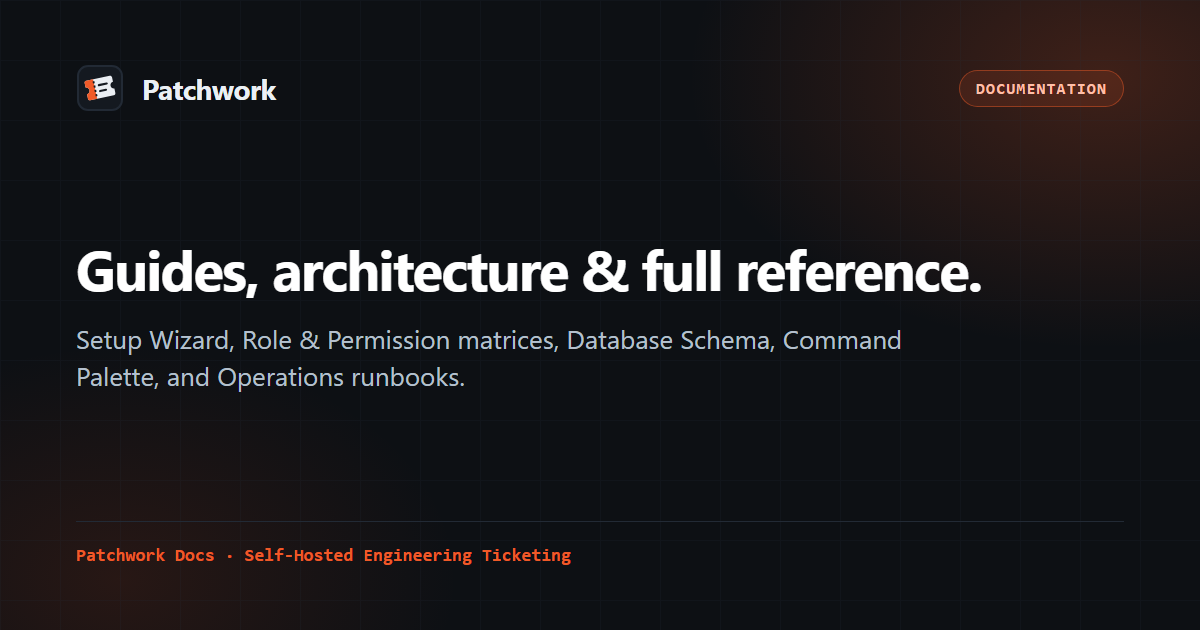 Patchwork
DOCUMENTATION
Guides, architecture & full reference.
Setup Wizard, Role & Permission matrices, Database Schema, Command
Palette, and Operations runbooks.
Patchwork Docs · Self-Hosted Engineering Ticketing